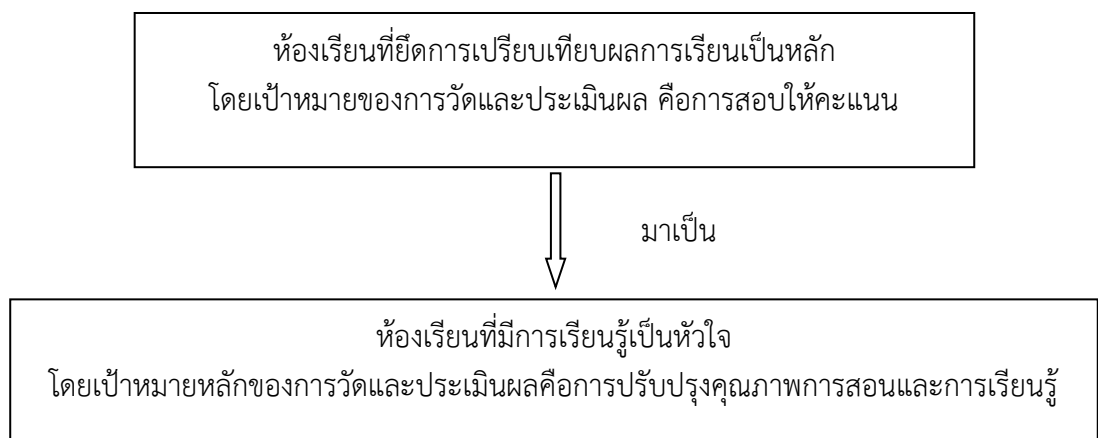 ห้องเรียนที่ยึดการเปรียบเทียบผลการเรียนเป็นหลัก
โดยเป้าหมายของการวัดและประเมินผล คือการสอบให้คะแนน
มาเป็น
ห้องเรียนที่มีการเรียนรู้เป็นหัวใจ
โดยเป้าหมายหลักของการวัดและประเมินผลคือการปรับปรุงคุณภาพการสอนและการเรียนรู้